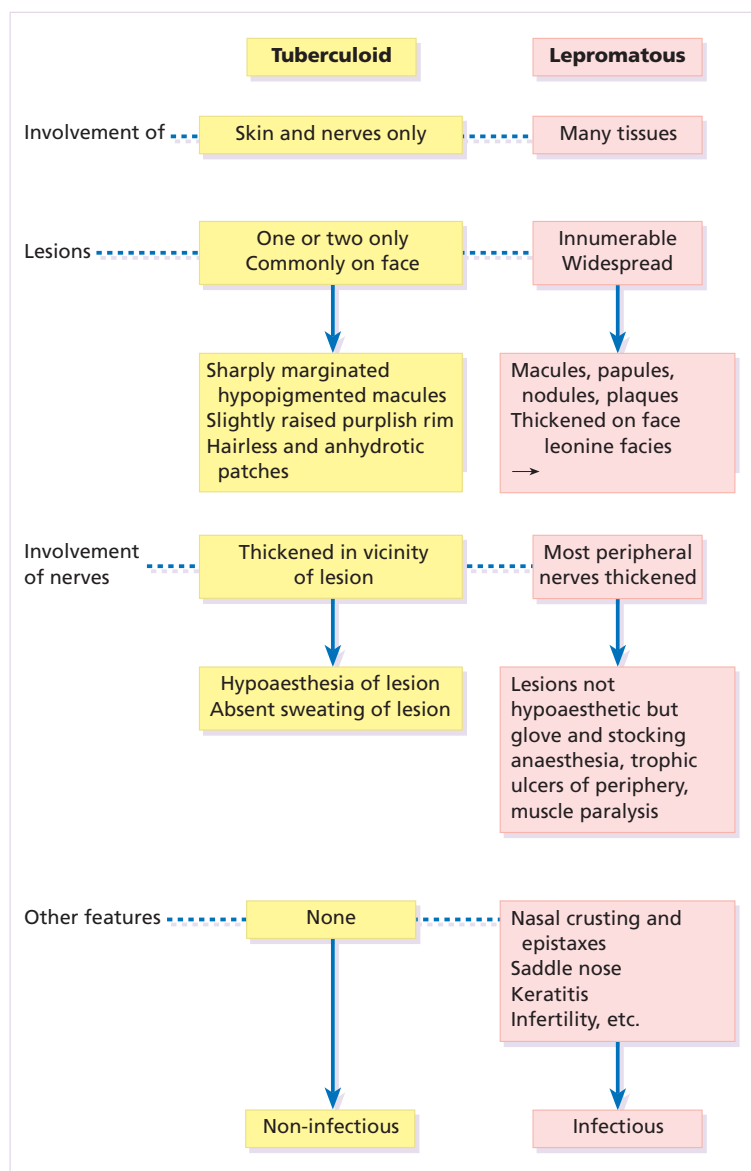 Tuberculoid
Lepromatous
Involvement of
Skin and nerves only
Many tissues
Lesions
One or two only
Commonly on face
Innumerable
Widespread
Sharply marginated
hypopigmented macules
Slightly raised purplish rim
Hairless and anhydrotic
patches
Macules, papules,
nodules, plaques
Thickened on face
leonine facies
→
Involvement
of nerves
Thickened in vicinity
of lesion
Most peripheral
nerves thickened
Hypoaesthesia of lesion
Absent sweating of lesion
Lesions not
hypoaesthetic but
glove and stocking
anaesthesia, trophic
ulcers of periphery,
muscle paralysis
Other features
None
Nasal crusting and
epistaxes
Saddle nose
Keratitis
Infertility, etc.
Non-infectious
Infectious